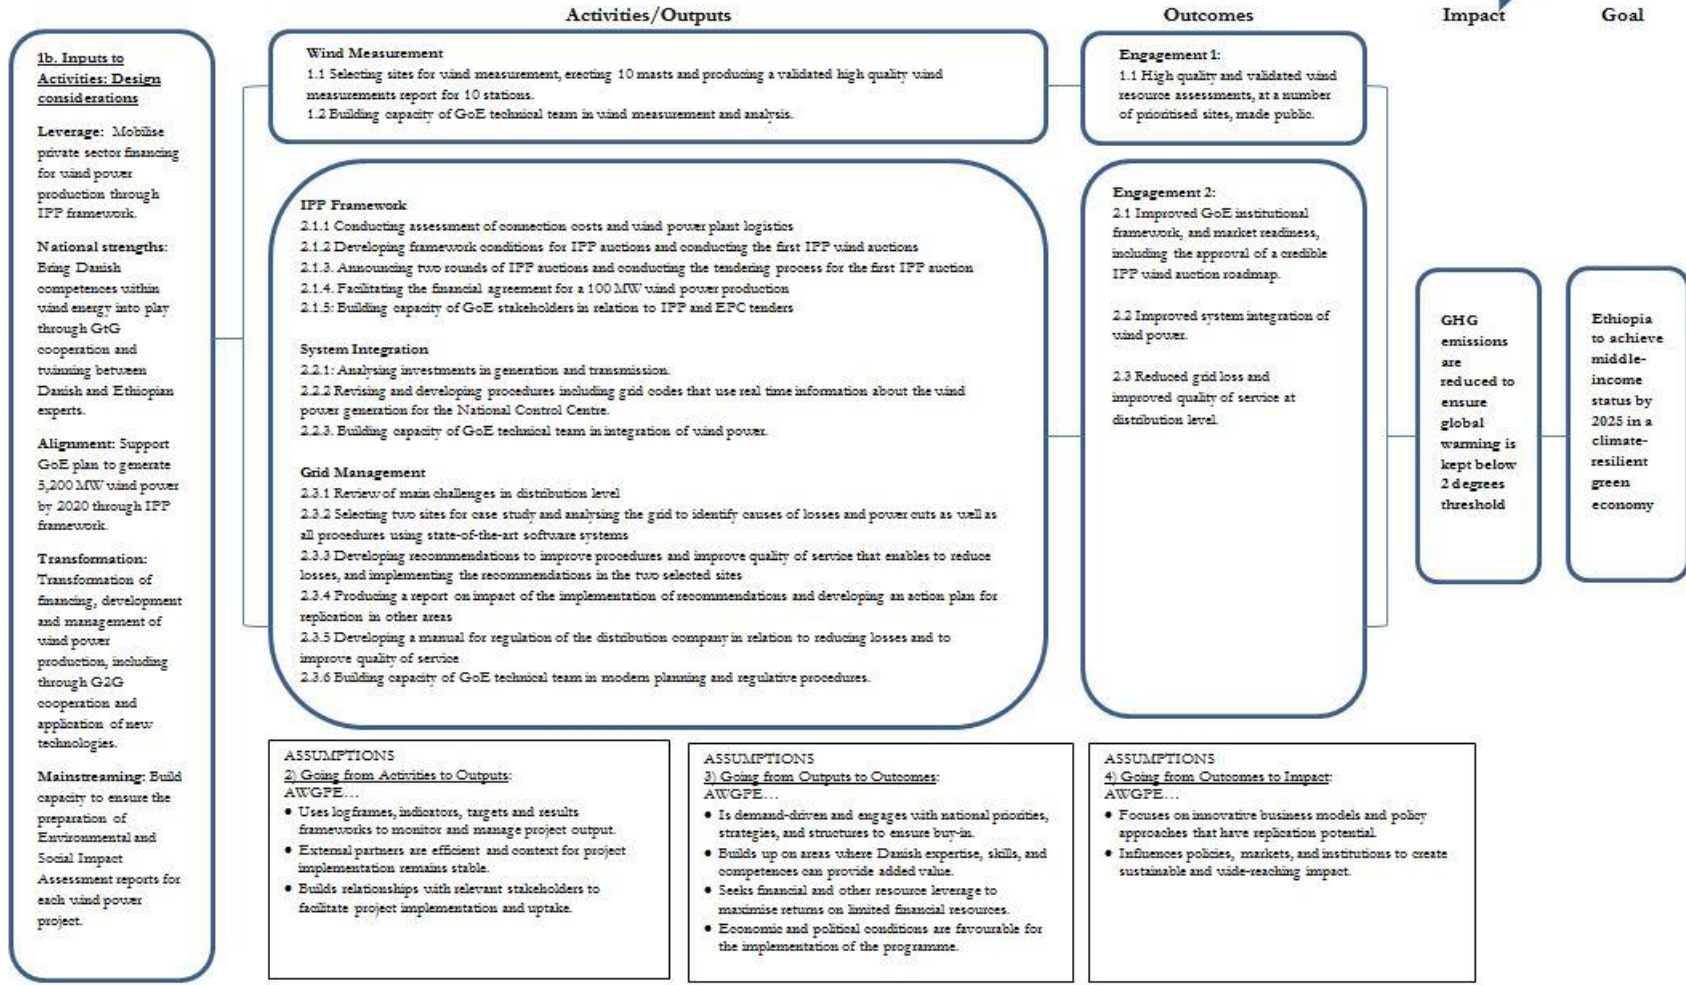 Activities/Outputs
Outcomes
Impact
Goal
1b. Inputs to
Activities: Design
considerations
Leverage: Mobilise
private sector financing
for wind power
production through
IPP framework.
National strengths:
Bring Danish
competences within
wind energy into play
through GtG
cooperation and
twinning between
Danish and Ethiopian
experts.
Alignment: Support
GoE plan to generate
5,200 MW wind power
by 2020 through IPP
framework.
Transformation:
Transformation of
financing, development
and management of
wind power
production, including
through G2G
cooperation and
application of new
technologies.
Mainstreaming: Build
capacity to ensure the
preparation of
Environmental and
Social Impact
Assessment reports for
each wind power
project.
Wind Measurement
1.1 Selecting sites for wind measurement, erecting 10 masts and producing a validated high quality wind
measurements report for 10 stations.
1.2 Building capacity of GoE technical team in wind measurement and analysis.
IPP Framework
2.1.1 Conducting assessment of connection costs and wind power plant logistics
2.1.2 Developing framework conditions for IPP auctions and conducting the first IPP wind auctions
2.1.3. Announcing two rounds of IPP auctions and conducting the tendering process for the first IPP auction
2.1.4. Facilitating the financial agreement for a 100 MW wind power production
2.1.5: Building capacity of GoE stakeholders in relation to IPP and EPC tenders
System Integration
2.2.1: Analysing investments in generation and transmission.
2.2.2 Revising and developing procedures including grid codes that use real time information about the wind
power generation for the National Control Centre.
2.2.3. Building capacity of GoE technical team in integration of wind power.
Grid Management
2.3.1 Review of main challenges in distribution level
2.3.2 Selecting two sites for case study and analysing the grid to identify causes of losses and power cuts as well as
all procedures using state-of-the-art software systems
2.3.3 Developing recommendations to improve procedures and improve quality of service that enables to reduce
losses, and implementing the recommendations in the two selected sites
2.3.4 Producing a report on impact of the implementation of recommendations and developing an action plan for
replication in other areas
2.3.5 Developing a manual for regulation of the distribution company in relation to reducing losses and to
improve quality of service
2.3.6 Building capacity of GoE technical team in modern planning and regulative procedures.
Engagement 1:
1.1 High quality and validated wind
resource assessments, at a number
of prioritised sites, made public.
Engagement 2:
2.1 Improved GoE institutional
framework, and market readiness,
including the approval of a credible
IPP wind auction roadmap.
2.2 Improved system integration of
wind power.
2.3 Reduced grid loss and
improved quality of service at
distribution level.
GHG
emissions
are
reduced to
ensure
global
warming is
kept below
2 degrees
threshold
Ethiopia
to achieve
middle-
income
status by
2025 in a
climate-
resilient
green
economy
ASSUMPTIONS
2) Going from Activities to Outputs:
AWGPE…
• Uses logframes, indicators, targets and results
frameworks to monitor and manage project output.
• External partners are efficient and context for project
implementation remains stable.
• Builds relationships with relevant stakeholders to
facilitate project implementation and uptake.
ASSUMPTIONS
3) Going from Outputs to Outcomes:
AWGPE…
• Is demand-driven and engages with national priorities,
strategies, and structures to ensure buy-in.
• Builds up on areas where Danish expertise, skills, and
competences can provide added value.
• Seeks financial and other resource leverage to
maximise returns on limited financial resources.
• Economic and political conditions are favourable for
the implementation of the programme.
ASSUMPTIONS
4) Going from Outcomes to Impact:
AWGPE…
• Focuses on innovative business models and policy
approaches that have replication potential.
• Influences policies, markets, and institutions to create
sustainable and wide-reaching impact.